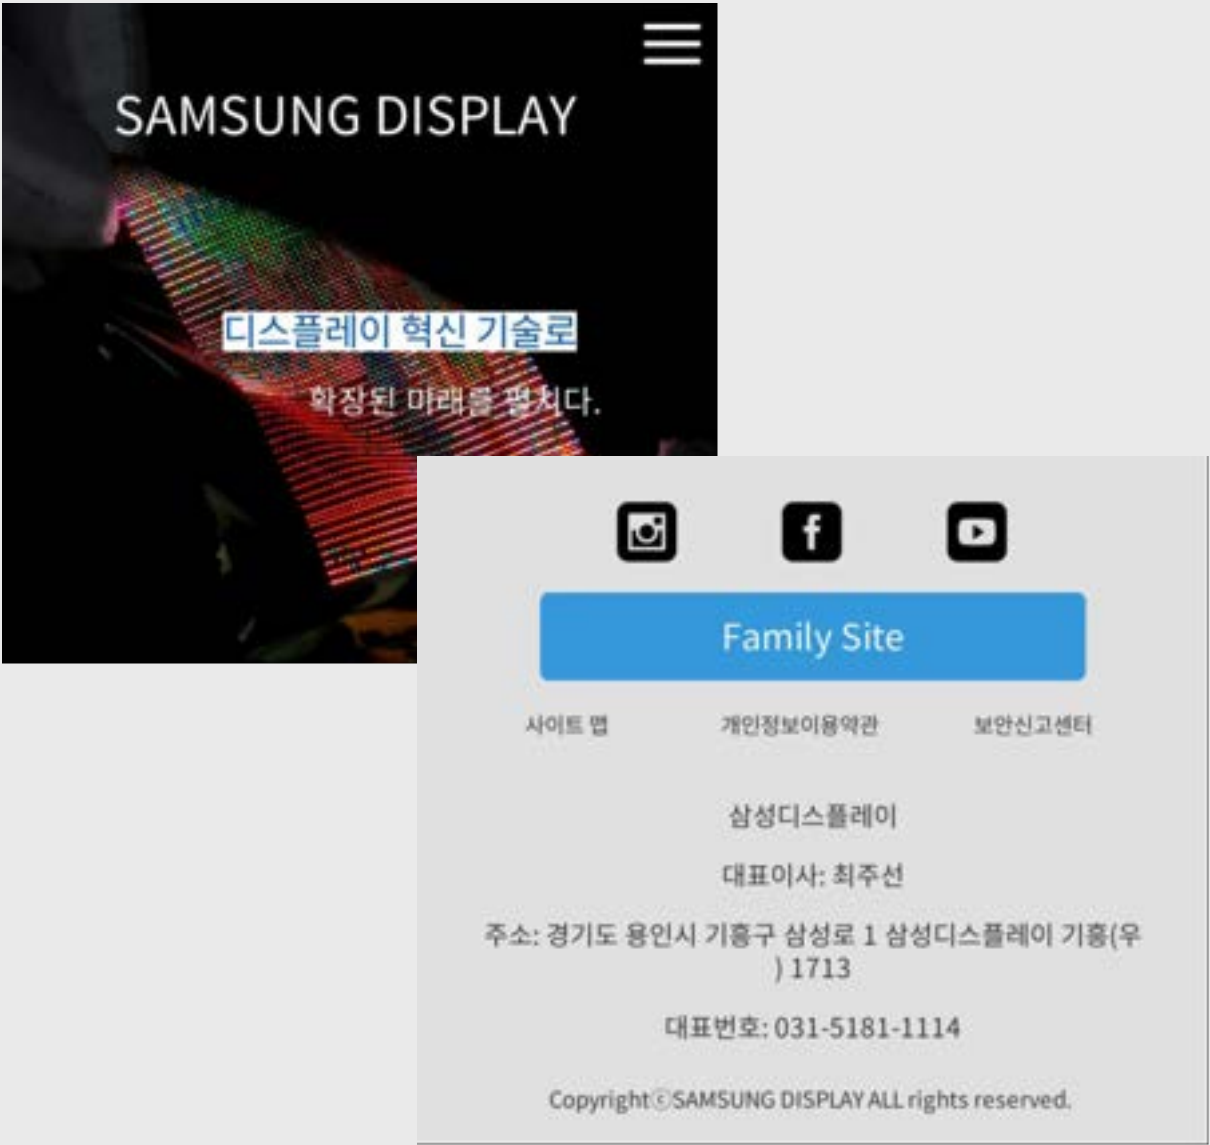 SAMSUNG DISPLAY
디스플레이 혁신 기술로
확장된 미래를 펼치다.
Family Site
사이트 맵 개인정보이용약관 보안신고센터
삼성디스플레이
대표이사: 최주선
주소: 경기도 용인시 기흥구 삼성로 1 삼성디스플레이 기흥(우
) 1713
대표번호: 031-5181-1114
Copyrightⓒ SAMSUNG DISPLAY ALL rights reserved.